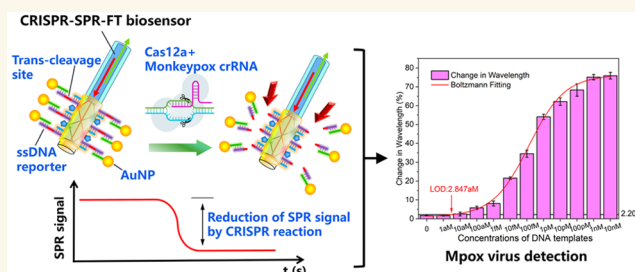 CRISPR-SPR-FT biosensor
Trans-cleavage
site
Cas12a+
Monkeypox crRNA
ssDNA
reporter
AuNP
SPR signal
Reduction of SPR signal
by CRISPR reaction
t (s)
Change in Wavelength (%)
80
70
60
50
40
30
20
10
0
Change in Wavelength
Boltzmann Fitting
LOD:2.847aM
2.20
0 1aM 10aM 100aM 1fM 10fM 100fM 1pM 10pM 100pM 1nM 10nM
Concentrations of DNA templates
Mpox virus detection